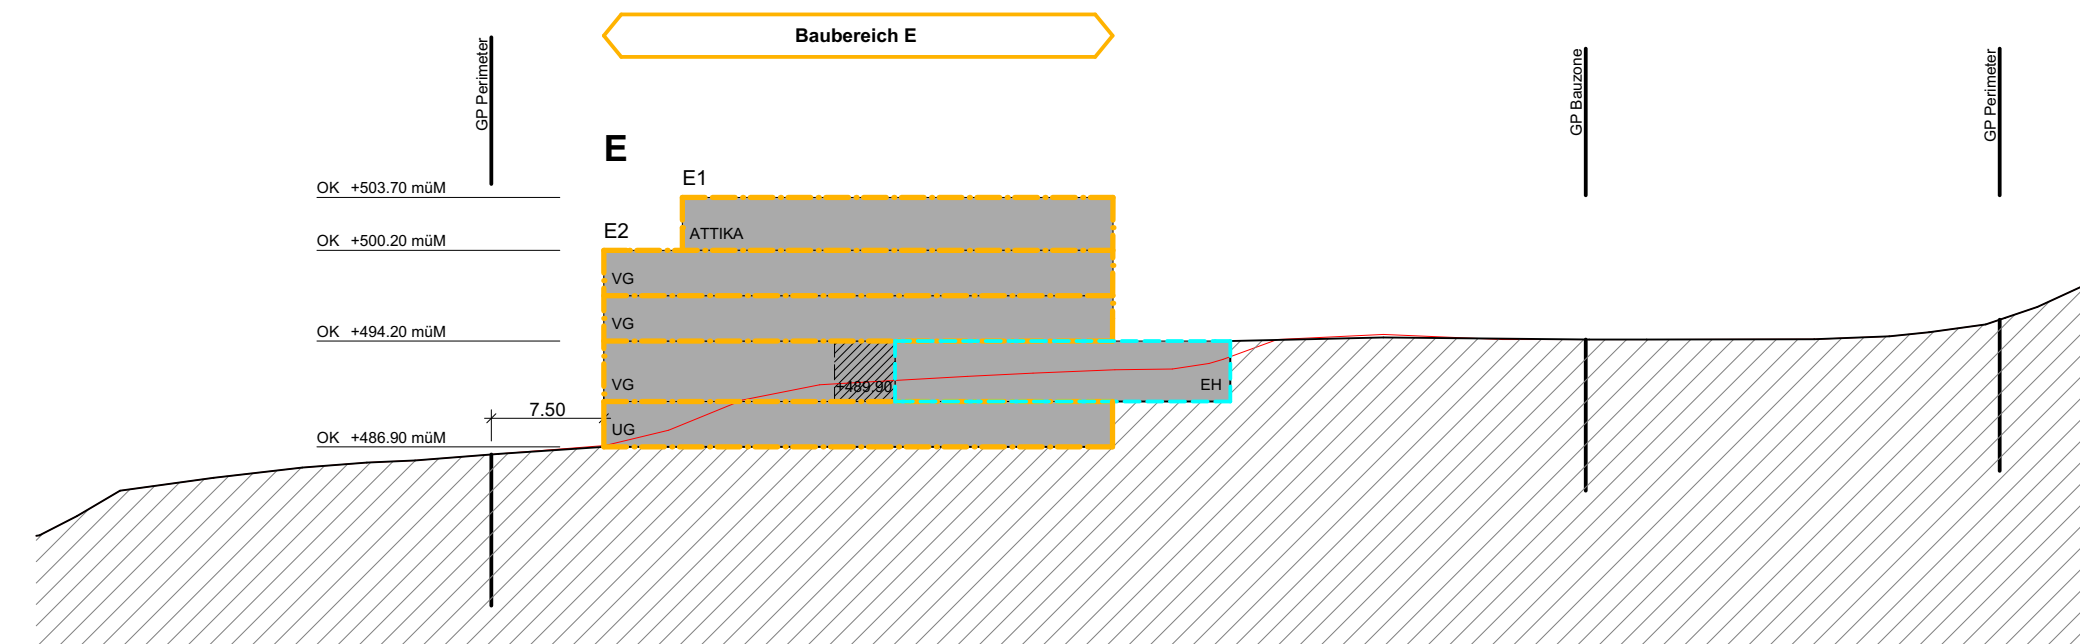 Baubereich E
GP Perimeter
GP Bauzone
GP Perimeter
E
E1
OK +503.70 müM
E2
ATTIKA
OK +500.20 müM
VG
VG
OK +494.20 müM
VG
+489.90
EH
7.50
UG
OK +486.90 müM